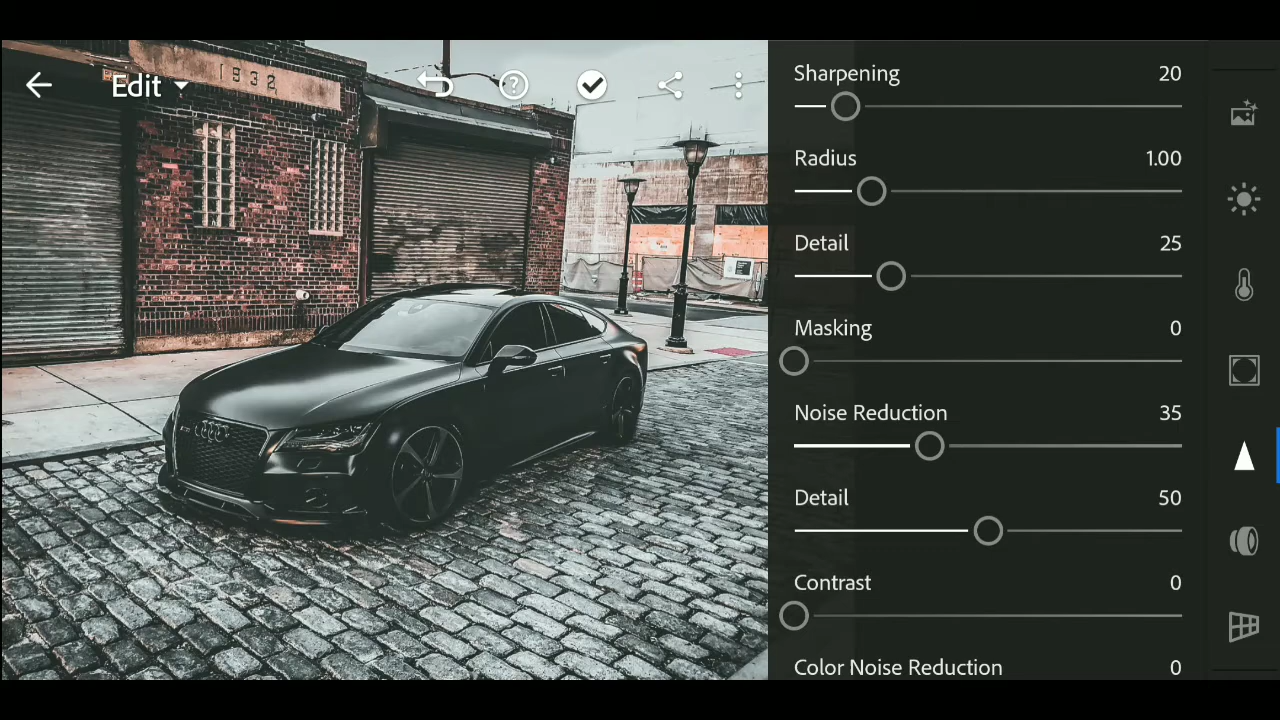 1932
Edit
Sharpening 20
Radius 1.00
Detail 25
Masking 0
Noise Reduction 35
Detail 50
Contrast 0
Color Noise Reduction 0